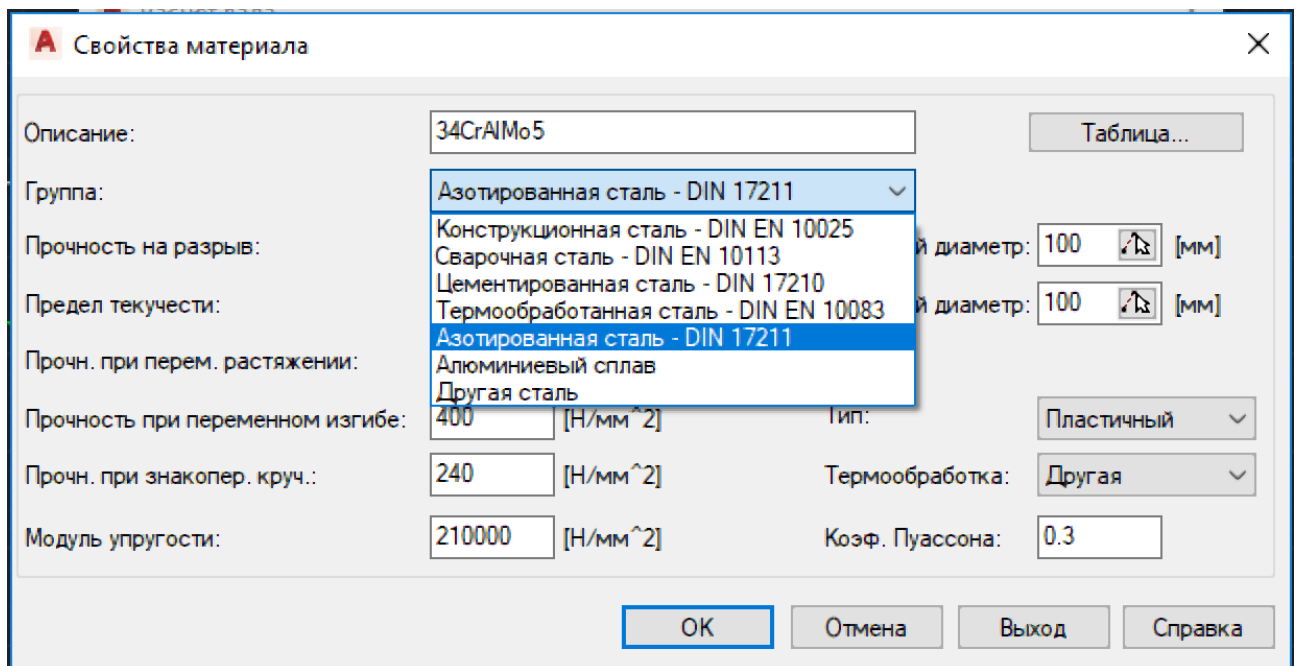 Свойства материала
Описание: 34CrAlMo5 Таблица...
Группа: Азотированная сталь - DIN 17211
Конструкционная сталь - DIN EN 10025
Прочность на разрыв: й диаметр: 100 [мм]
Сварочная сталь - DIN EN 10113
Цементированная сталь - DIN 17210
Предел текучести: й диаметр: 100 [мм]
Термообработанная сталь - DIN EN 10083
Азотированная сталь - DIN 17211
Прочн. при перем. растяжении:
Алюминиевый сплав
Другая сталь
Прочность при переменном изгибе: 400 [Н/мм^2] Тип: Пластичный
Прочн. при знакопер. круч.: 240 [Н/мм^2] Термообработка: Другая
Модуль упругости: 210000 [Н/мм^2] Коэф. Пуассона: 0.3
OK Отмена Выход Справка